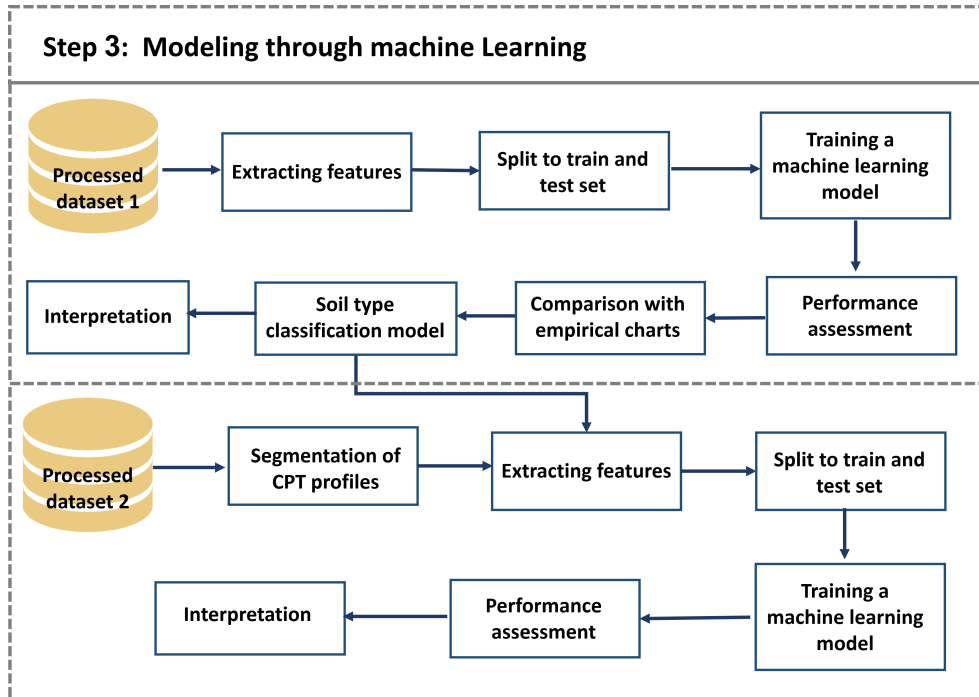 Step 3: Modeling through machine Learning
Processed
dataset 1
Extracting features
Split to train and
test set
Training a
machine learning
model
Performance
assessment
Comparison with
empirical charts
Soil type
classification model
Interpretation
Processed
dataset 2
Segmentation of
CPT profiles
Extracting features
Split to train and
test set
Training a
machine learning
model
Performance
assessment
Interpretation